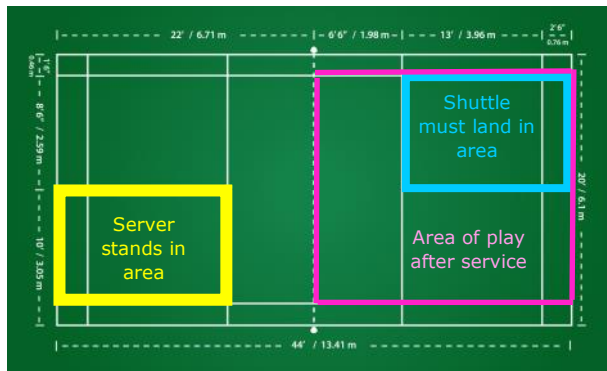 22' / 6.71 m
6'6" / 1.98 m
13' / 3.96 m
2'6"
0.76 m
1'6"
0.46 m
8'6" / 2.59 m
Shuttle
must land in
area
20' / 6.1 m
Server
stands in
area
10' / 3.05 m
Area of play
after service
44' / 13.41 m